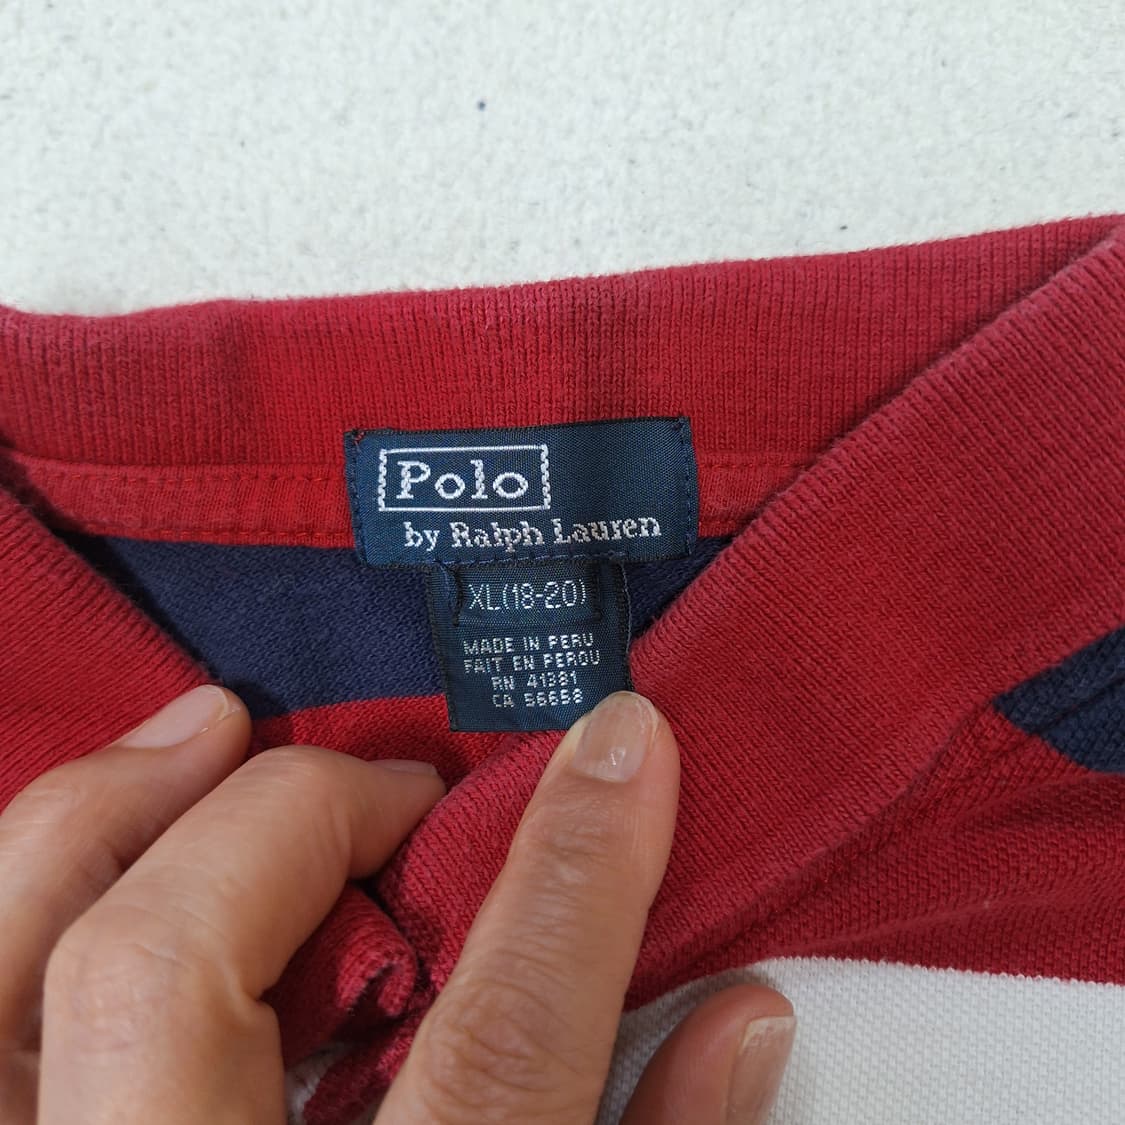 Polo
by Ralph Lauren
XL(18-20)
MADE IN PERU
FAIT EN PEROU
RN 41381
CA 56658